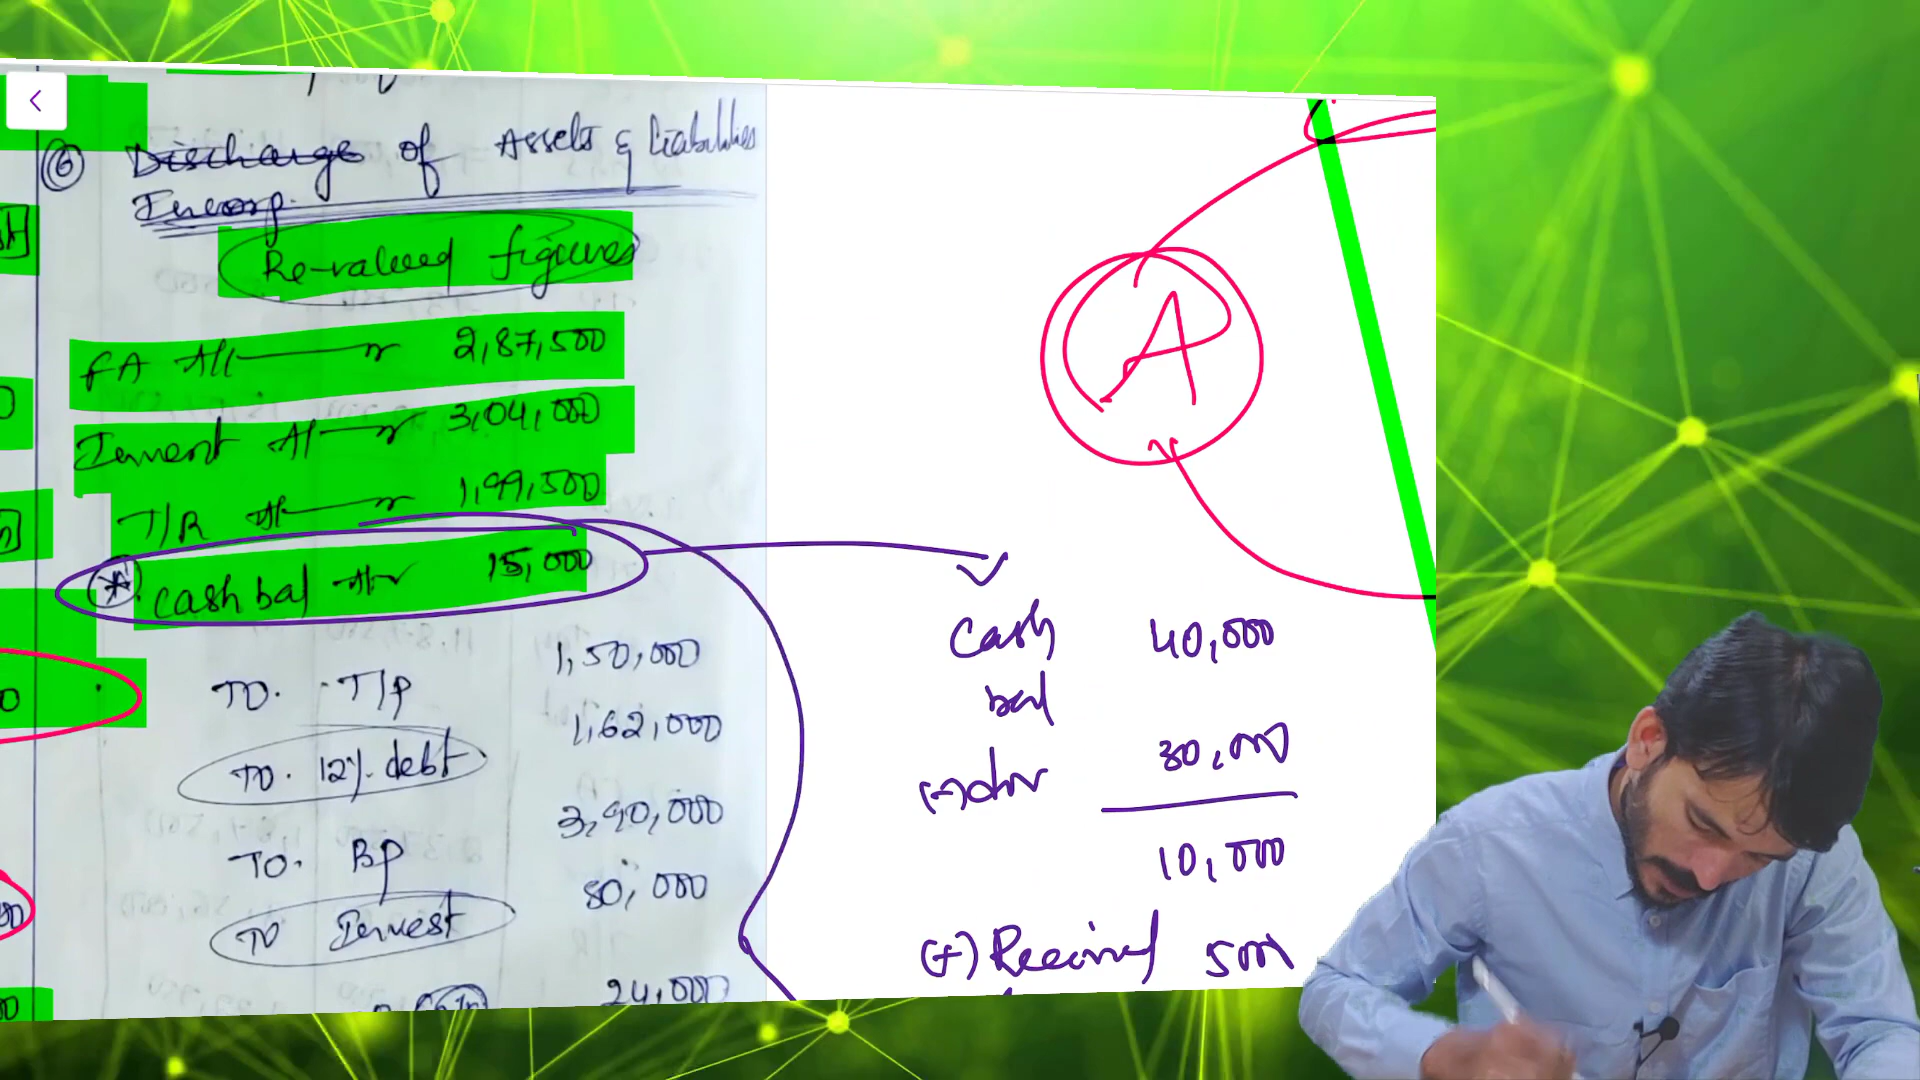 6 Discharge of Assets & Liabilities
Incorp.
Re-valued figures
FA A/c 2,87,500
A/c 3,04,000
T/R A/c 1,99,500
* Cash bal A/c 15,000
TO. T/P 1,50,000
TO. 12% debt 1,62,000
TO. BP 3,90,000
TO Invest 80,000
24,000
A
Cash bal 40,000
(-) div 30,000
10,000
(+) Received 5000